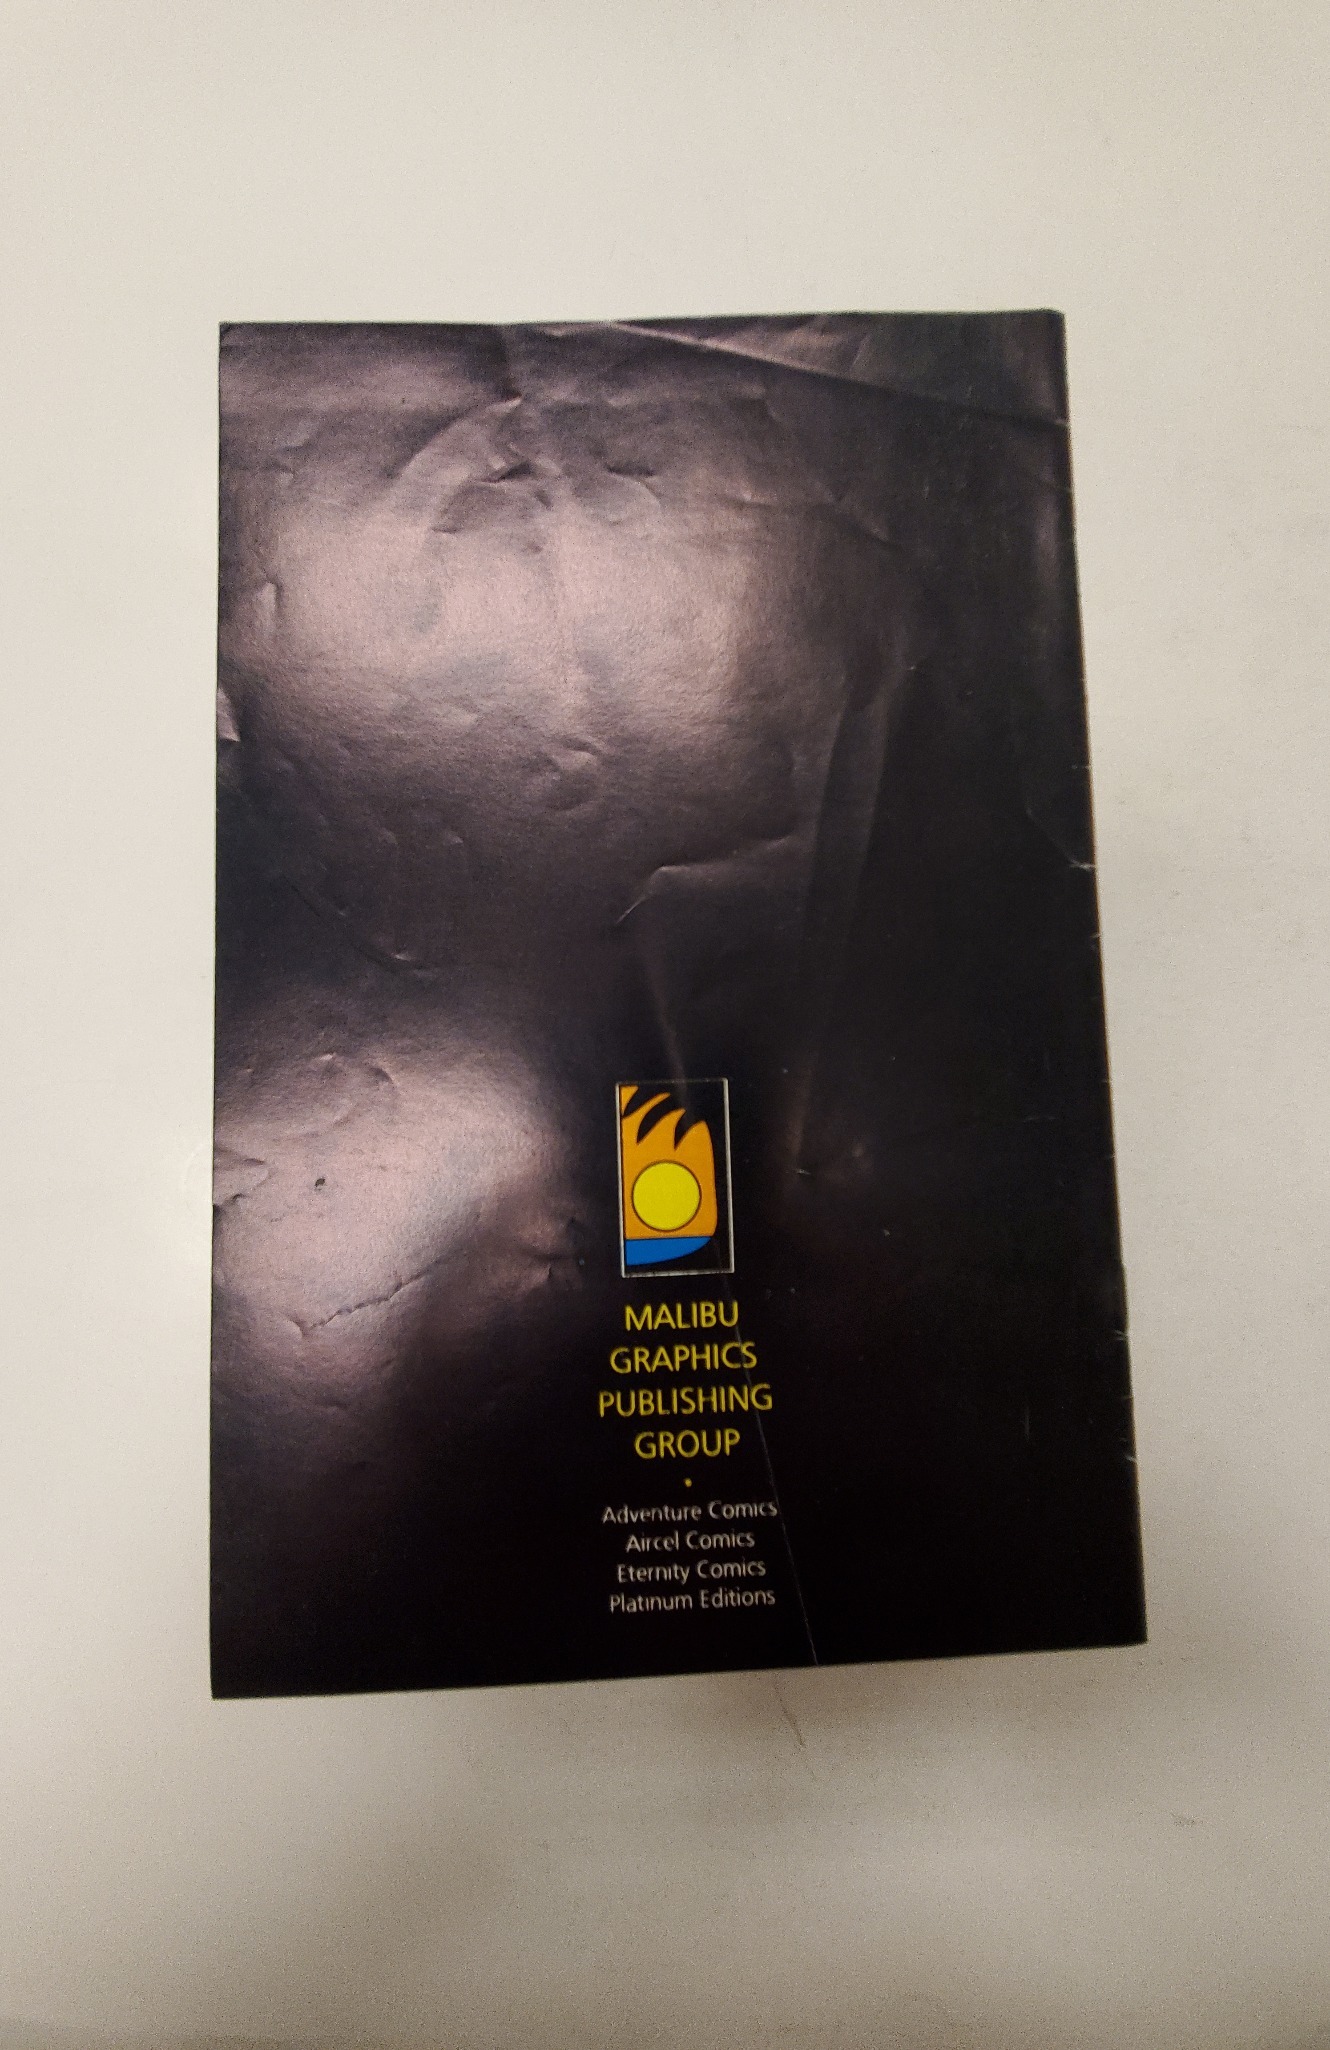 MALIBU
GRAPHICS
PUBLISHING
GROUP
•
Adventure Comics
Aircel Comics
Eternity Comics
Platinum Editions